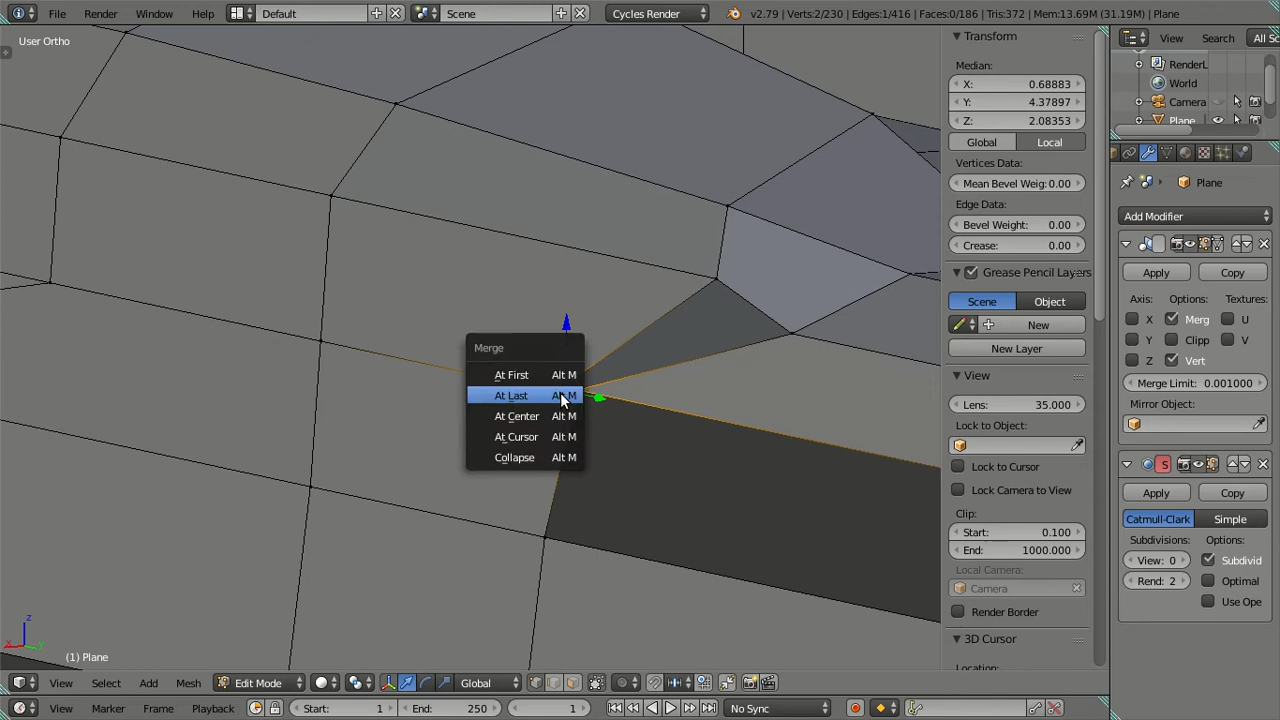 File Render Window Help Default Scene Cycles Render v2.79 | Verts:2/230 | Edges:1/416 | Faces:0/186 | Tris:372 | Mem:13.69M (31.19M) | Plane
User Ortho
Transform
Median:
X: 0.68883
Y: 4.37897
Z: 2.08353
Global Local
Vertices Data:
Mean Bevel Weig: 0.00
Edge Data:
Bevel Weight: 0.00
Crease: 0.00
Grease Pencil Layers
Scene Object
New
New Layer
View
Lens: 35.000
Lock to Object:
Lock to Cursor
Lock Camera to View
Clip:
Start: 0.100
End: 1000.000
Local Camera:
Camera
Render Border
3D Cursor
Location:
View Search All Sc
RenderL
World
Camera
Plane
Plane
Add Modifier
Apply Copy
Axis: Options: Textures:
X Merg U
Y Clipp V
Z Vert
Merge Limit: 0.001000
Mirror Object:
S
Apply Copy
Catmull-Clark Simple
Subdivisions: Options:
View: 0 Subdivid
Rend: 2 Optimal
Use Ope
Merge
At First Alt M
At Last Alt M
At Center Alt M
At Cursor Alt M
Collapse Alt M
z
x y
(1) Plane
View Select Add Mesh Edit Mode Global
View Marker Frame Playback Start: 1 End: 250 1 No Sync